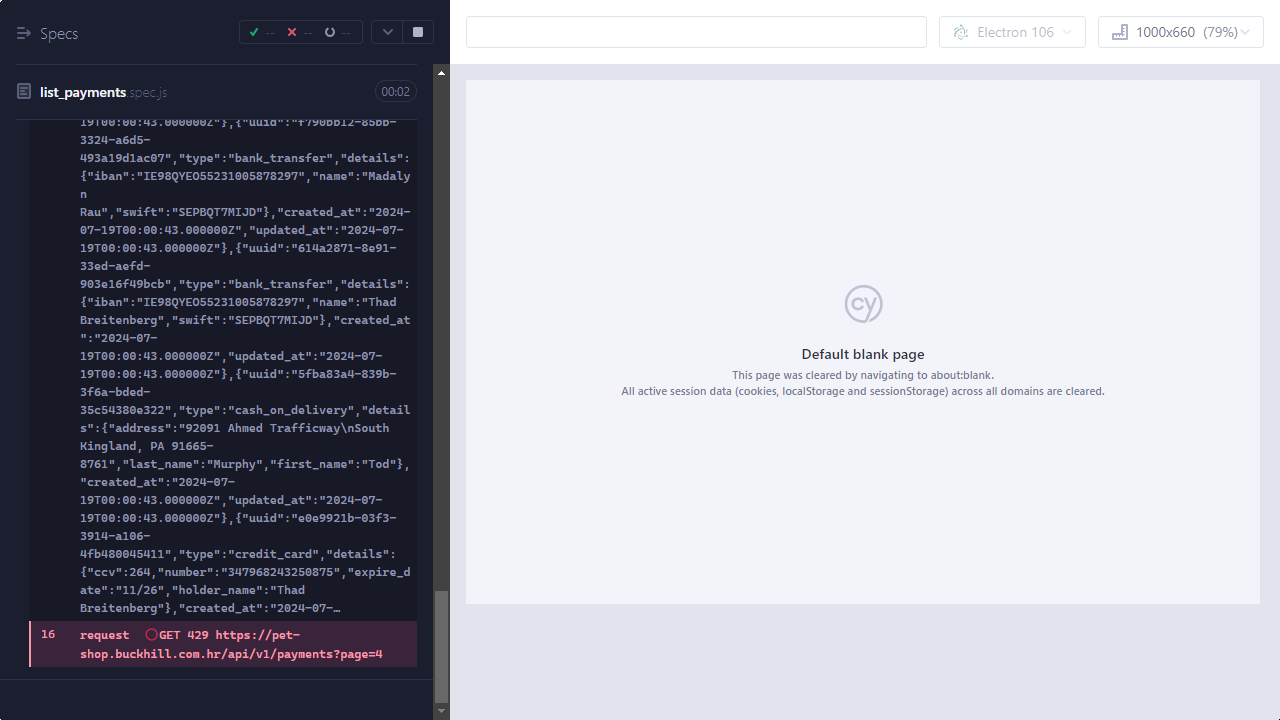 Specs
--
--
--
Electron 106
1000x660 (79%)
list_payments.spec.js
00:02
19T00:00:43.000000Z"},{"uuid":"f790bb12-85bb-
3324-a6d5-
493a19d1ac07","type":"bank_transfer","details":
{"iban":"IE98QYEO55231005878297","name":"Madaly
n
Rau","swift":"SEPBQT7MIJD"},"created_at":"2024-
07-19T00:00:43.000000Z","updated_at":"2024-07-
19T00:00:43.000000Z"},{"uuid":"614a2871-8e91-
33ed-aefd-
903e16f49bcb","type":"bank_transfer","details":
{"iban":"IE98QYEO55231005878297","name":"Thad
Breitenberg","swift":"SEPBQT7MIJD"},"created_at
":"2024-07-
19T00:00:43.000000Z","updated_at":"2024-07-
19T00:00:43.000000Z"},{"uuid":"5fba83a4-839b-
3f6a-bded-
35c54380e322","type":"cash_on_delivery","detail
s":{"address":"92091 Ahmed Trafficway\nSouth
Kingland, PA 91665-
8761","last_name":"Murphy","first_name":"Tod"},
"created_at":"2024-07-
19T00:00:43.000000Z","updated_at":"2024-07-
19T00:00:43.000000Z"},{"uuid":"e0e9921b-03f3-
3914-a106-
4fb480045411","type":"credit_card","details":
{"ccv":264,"number":"347968243250875","expire_d
ate":"11/26","holder_name":"Thad
Breitenberg"},"created_at":"2024-07-…
16 request GET 429 https://pet-
shop.buckhill.com.hr/api/v1/payments?page=4
cy
Default blank page
This page was cleared by navigating to about:blank.
All active session data (cookies, localStorage and sessionStorage) across all domains are cleared.